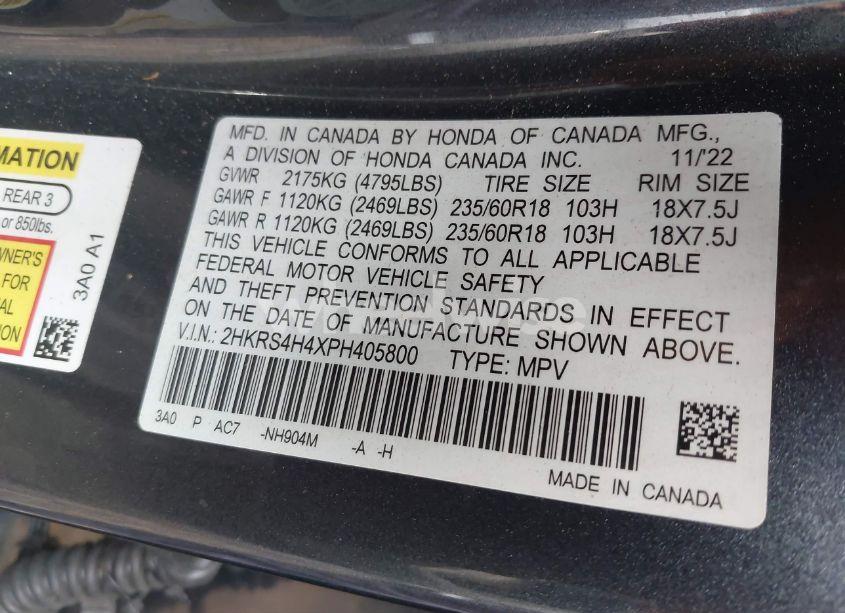 MATION
REAR 3
or 850lbs.
WNER'S
FOR
3A0 A1
MFD. IN CANADA BY HONDA OF CANADA MFG.,
A DIVISION OF HONDA CANADA INC. 11/'22
GVWR 2175KG (4795LBS) TIRE SIZE RIM SIZE
GAWR F 1120KG (2469LBS) 235/60R18 103H 18X7.5J
GAWR R 1120KG (2469LBS) 235/60R18 103H 18X7.5J
THIS VEHICLE CONFORMS TO ALL APPLICABLE
FEDERAL MOTOR VEHICLE SAFETY
AND THEFT PREVENTION STANDARDS IN EFFECT
ON THE DATE OF MANUFACTURE SHOWN ABOVE.
V.I.N.: 2HKRS4H4XPH405800 TYPE: MPV
3A0 P AC7 -NH904M -A -H
MADE IN CANADA